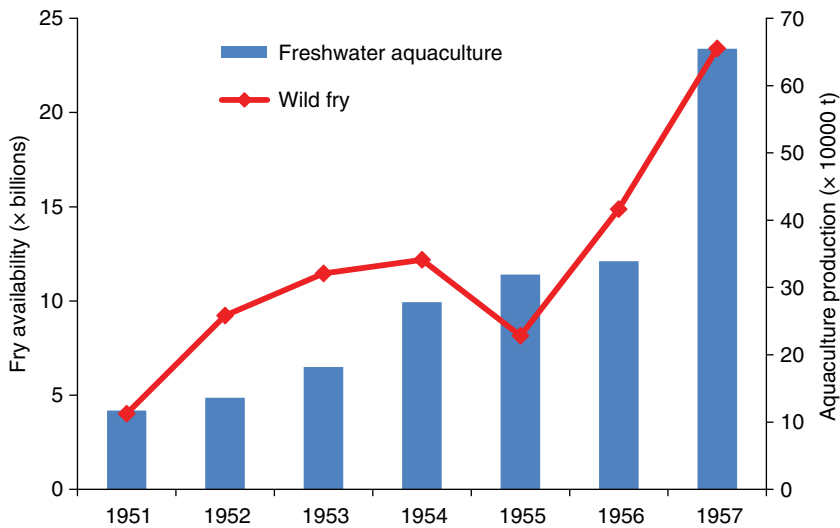 25
20
15
10
5
0
Fry availability (× billions)
Freshwater aquaculture
Wild fry
70
60
50
40
30
20
10
0
Aquaculture production (× 10000 t)
1951 1952 1953 1954 1955 1956 1957